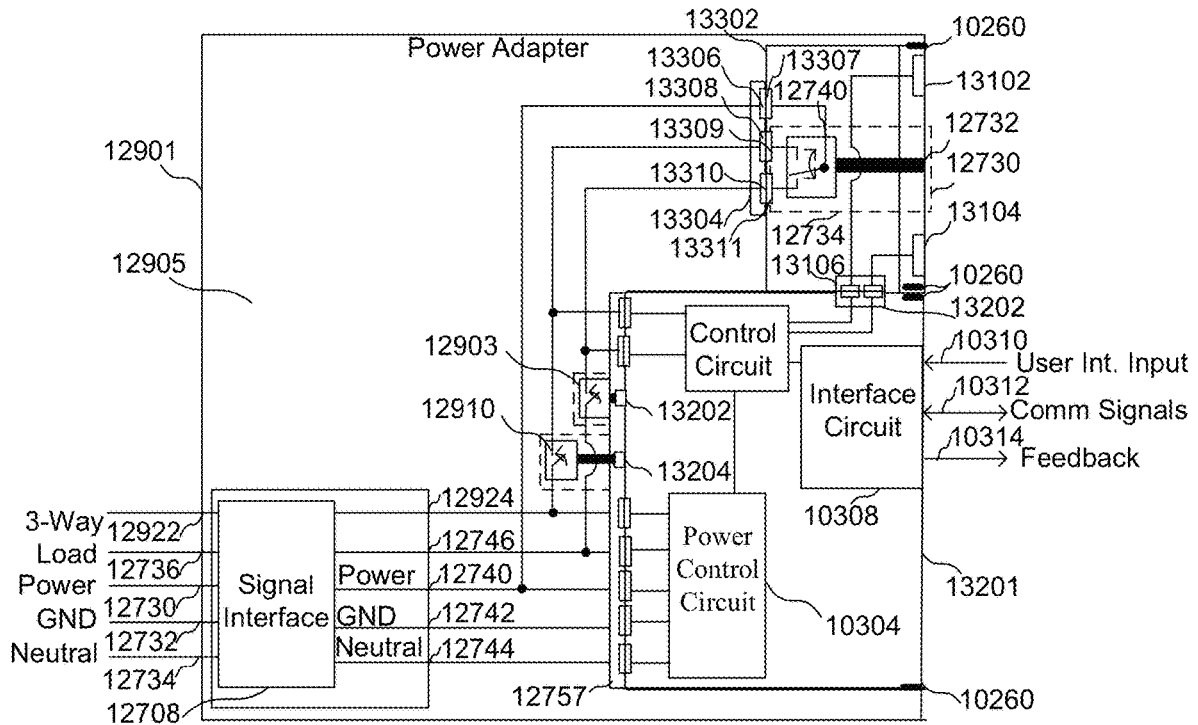 13302
10260
Power Adapter
13306
13307
13102
13308
12740
13309
12732
12901
12730
13310
13304
13104
13311
12734
12905
13106
10260
13202
Control
Circuit
10310
User Int. Input
12903
Interface
Circuit
10312
Comm Signals
12910
13202
10314
Feedback
13204
12924
10308
3-Way
12922
Load
12746
12736
Power
Power
Control
Circuit
Power
12740
13201
12730
Signal
Interface
GND
GND
12742
10304
12732
Neutral
Neutral
12744
12734
12757
10260
12708